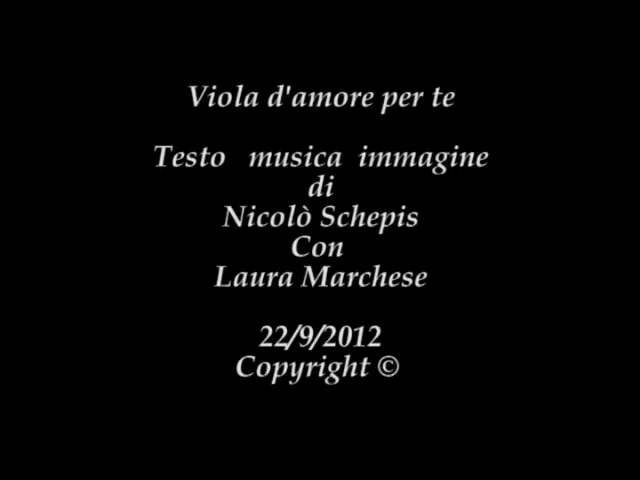 Viola d'amore per te
Testo musica immagine
di
Nicolò Schepis
Con
Laura Marchese
22/9/2012
Copyright ©